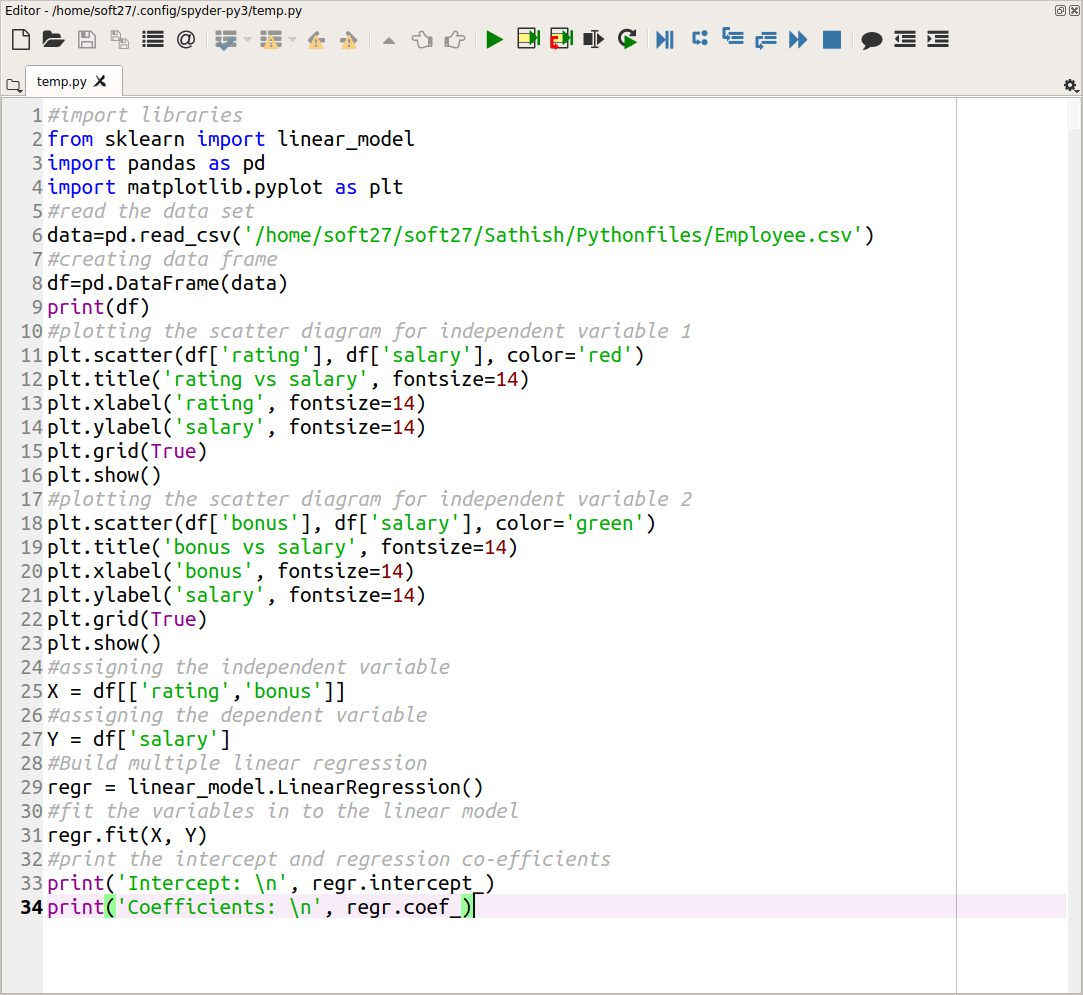 Editor - /home/soft27/.config/spyder-py3/temp.py
temp.py
1 #import libraries
2 from sklearn import linear_model
3 import pandas as pd
4 import matplotlib.pyplot as plt
5 #read the data set
6 data=pd.read_csv('/home/soft27/soft27/Sathish/Pythonfiles/Employee.csv')
7 #creating data frame
8 df=pd.DataFrame(data)
9 print(df)
10 #plotting the scatter diagram for independent variable 1
11 plt.scatter(df['rating'], df['salary'], color='red')
12 plt.title('rating vs salary', fontsize=14)
13 plt.xlabel('rating', fontsize=14)
14 plt.ylabel('salary', fontsize=14)
15 plt.grid(True)
16 plt.show()
17 #plotting the scatter diagram for independent variable 2
18 plt.scatter(df['bonus'], df['salary'], color='green')
19 plt.title('bonus vs salary', fontsize=14)
20 plt.xlabel('bonus', fontsize=14)
21 plt.ylabel('salary', fontsize=14)
22 plt.grid(True)
23 plt.show()
24 #assigning the independent variable
25 X = df[['rating','bonus']]
26 #assigning the dependent variable
27 Y = df['salary']
28 #Build multiple linear regression
29 regr = linear_model.LinearRegression()
30 #fit the variables in to the linear model
31 regr.fit(X, Y)
32 #print the intercept and regression co-efficients
33 print('Intercept: \n', regr.intercept_)
34 print('Coefficients: \n', regr.coef_)